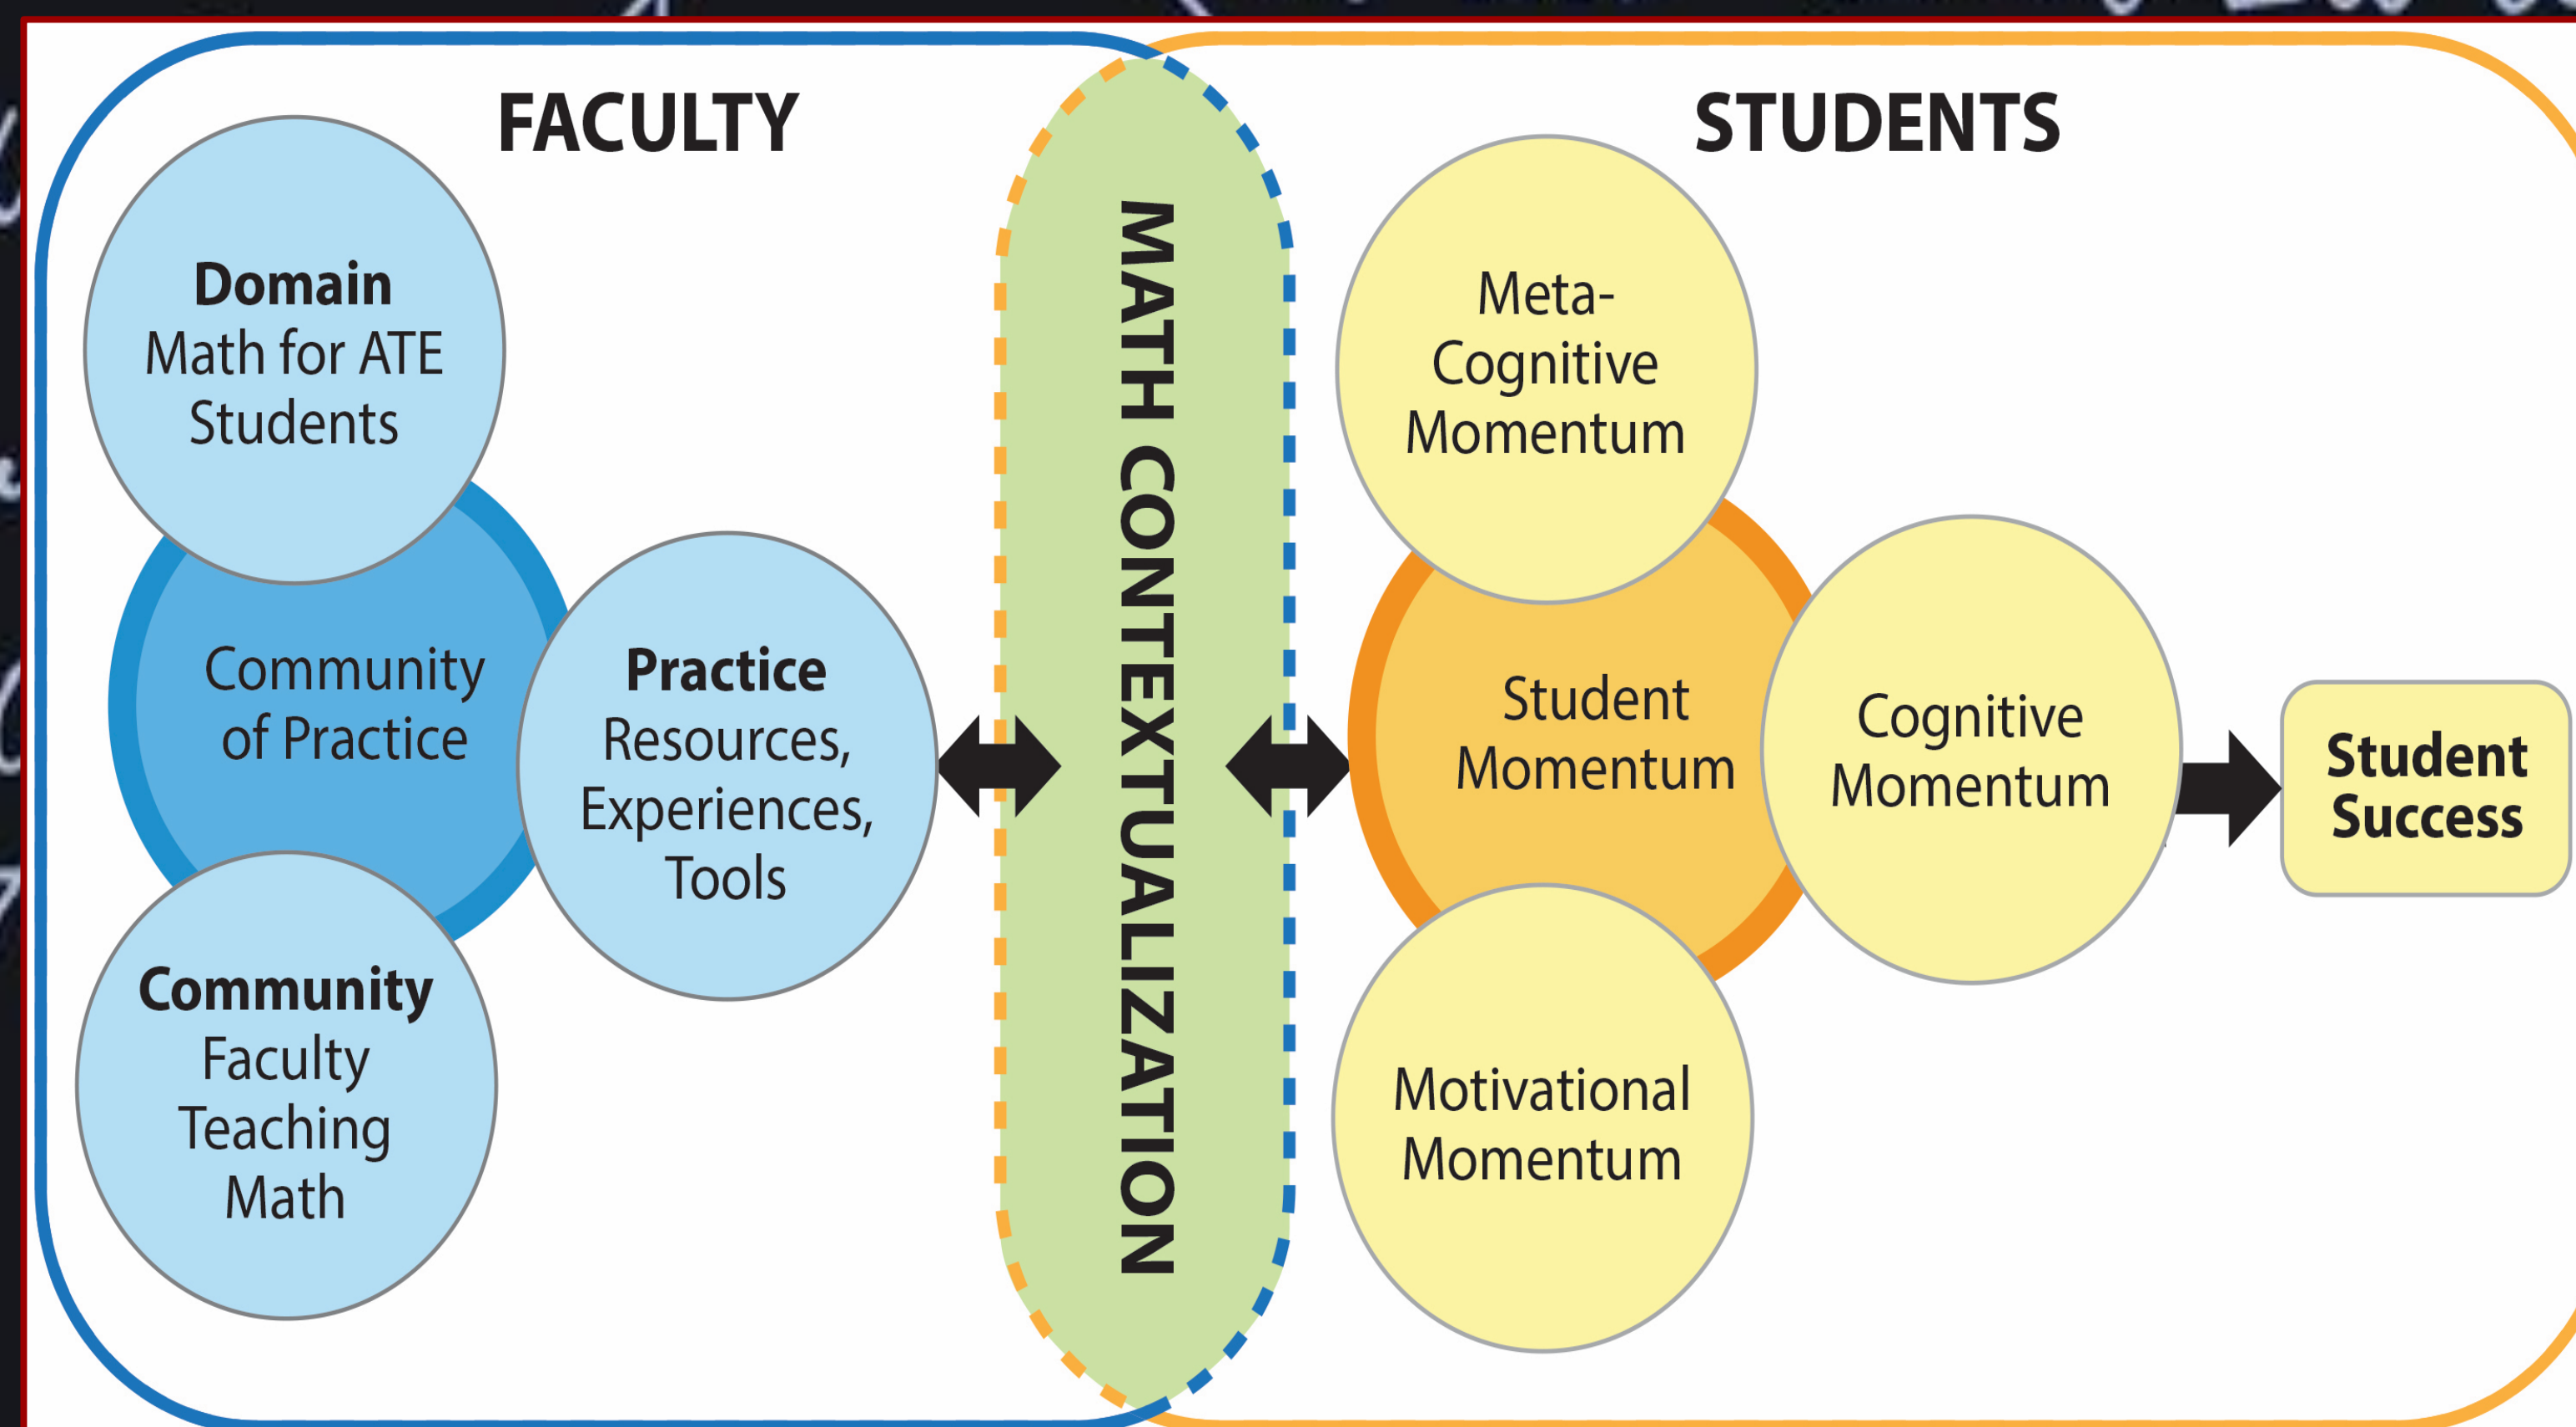 FACULTY
Domain
Math for ATE
Students
Community
of Practice
Practice
Resources,
Experiences,
Tools
Community
Faculty
Teaching
Math
MATH CONTEXTUALIZATION
STUDENTS
Meta-
Cognitive
Momentum
Student
Momentum
Cognitive
Momentum
Motivational
Momentum
Student
Success